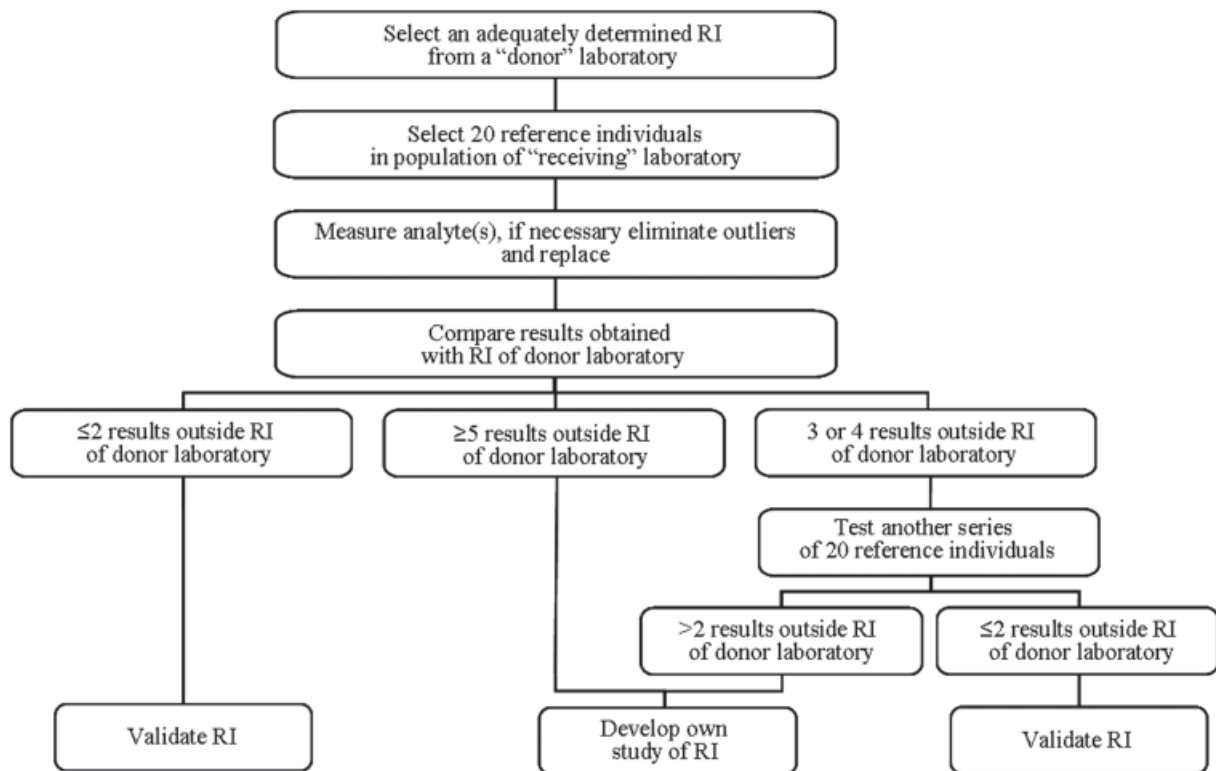 Select an adequately determined RI
from a “donor” laboratory
Select 20 reference individuals
in population of “receiving” laboratory
Measure analyte(s), if necessary eliminate outliers
and replace
Compare results obtained
with RI of donor laboratory
≤2 results outside RI
of donor laboratory
≥5 results outside RI
of donor laboratory
3 or 4 results outside RI
of donor laboratory
Test another series
of 20 reference individuals
>2 results outside RI
of donor laboratory
≤2 results outside RI
of donor laboratory
Validate RI
Develop own
study of RI
Validate RI